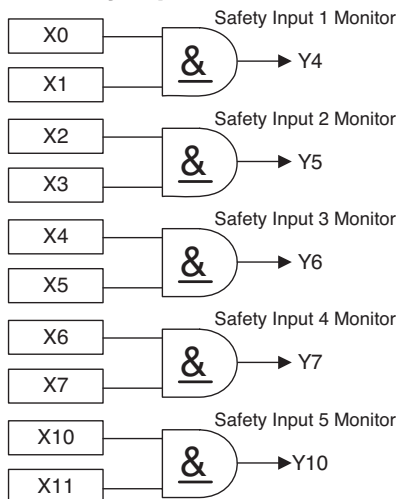 Safety Input 1 Monitor
X0
&
Y4
X1
Safety Input 2 Monitor
X2
&
Y5
X3
Safety Input 3 Monitor
X4
&
Y6
X5
Safety Input 4 Monitor
X6
&
Y7
X7
Safety Input 5 Monitor
X10
&
Y10
X11